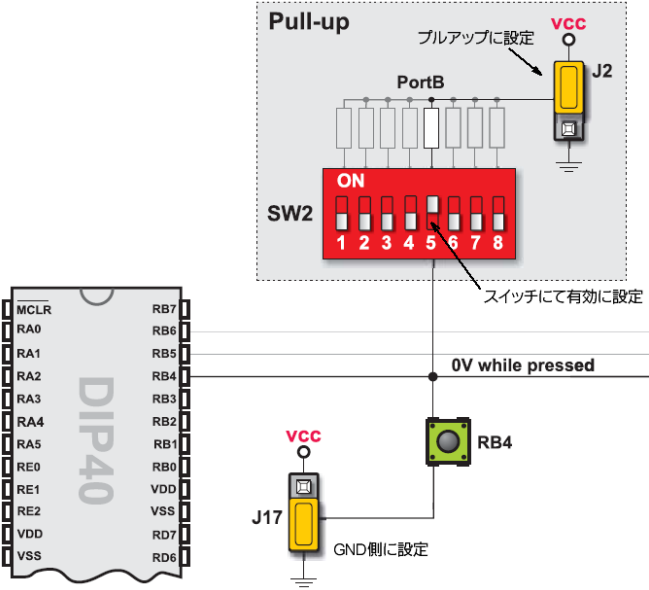 Pull-up
VCC
プルアップに設定
J2
PortB
ON
SW2
1 2 3 4 5 6 7 8
スイッチにて有効に設定
MCLR RB7
RA0 RB6
RA1 RB5
RA2 RB4
RA3 RB3
RA4 RB2
RA5 RB1
RE0 RB0
RE1 VDD
RE2 VSS
VDD RD7
VSS RD6
DIP40
0V while pressed
RB4
VCC
J17
GND側に設定